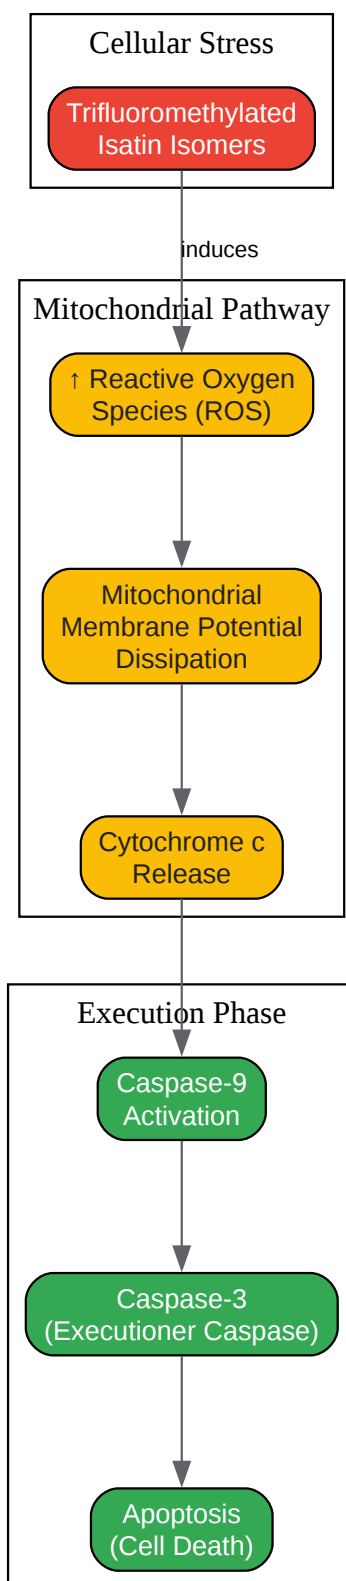 Cellular Stress
Trifluoromethylated
Isatin Isomers
induces
Mitochondrial Pathway
↑ Reactive Oxygen
Species (ROS)
Mitochondrial
Membrane Potential
Dissipation
Cytochrome c
Release
Execution Phase
Caspase-9
Activation
Caspase-3
(Executioner Caspase)
Apoptosis
(Cell Death)